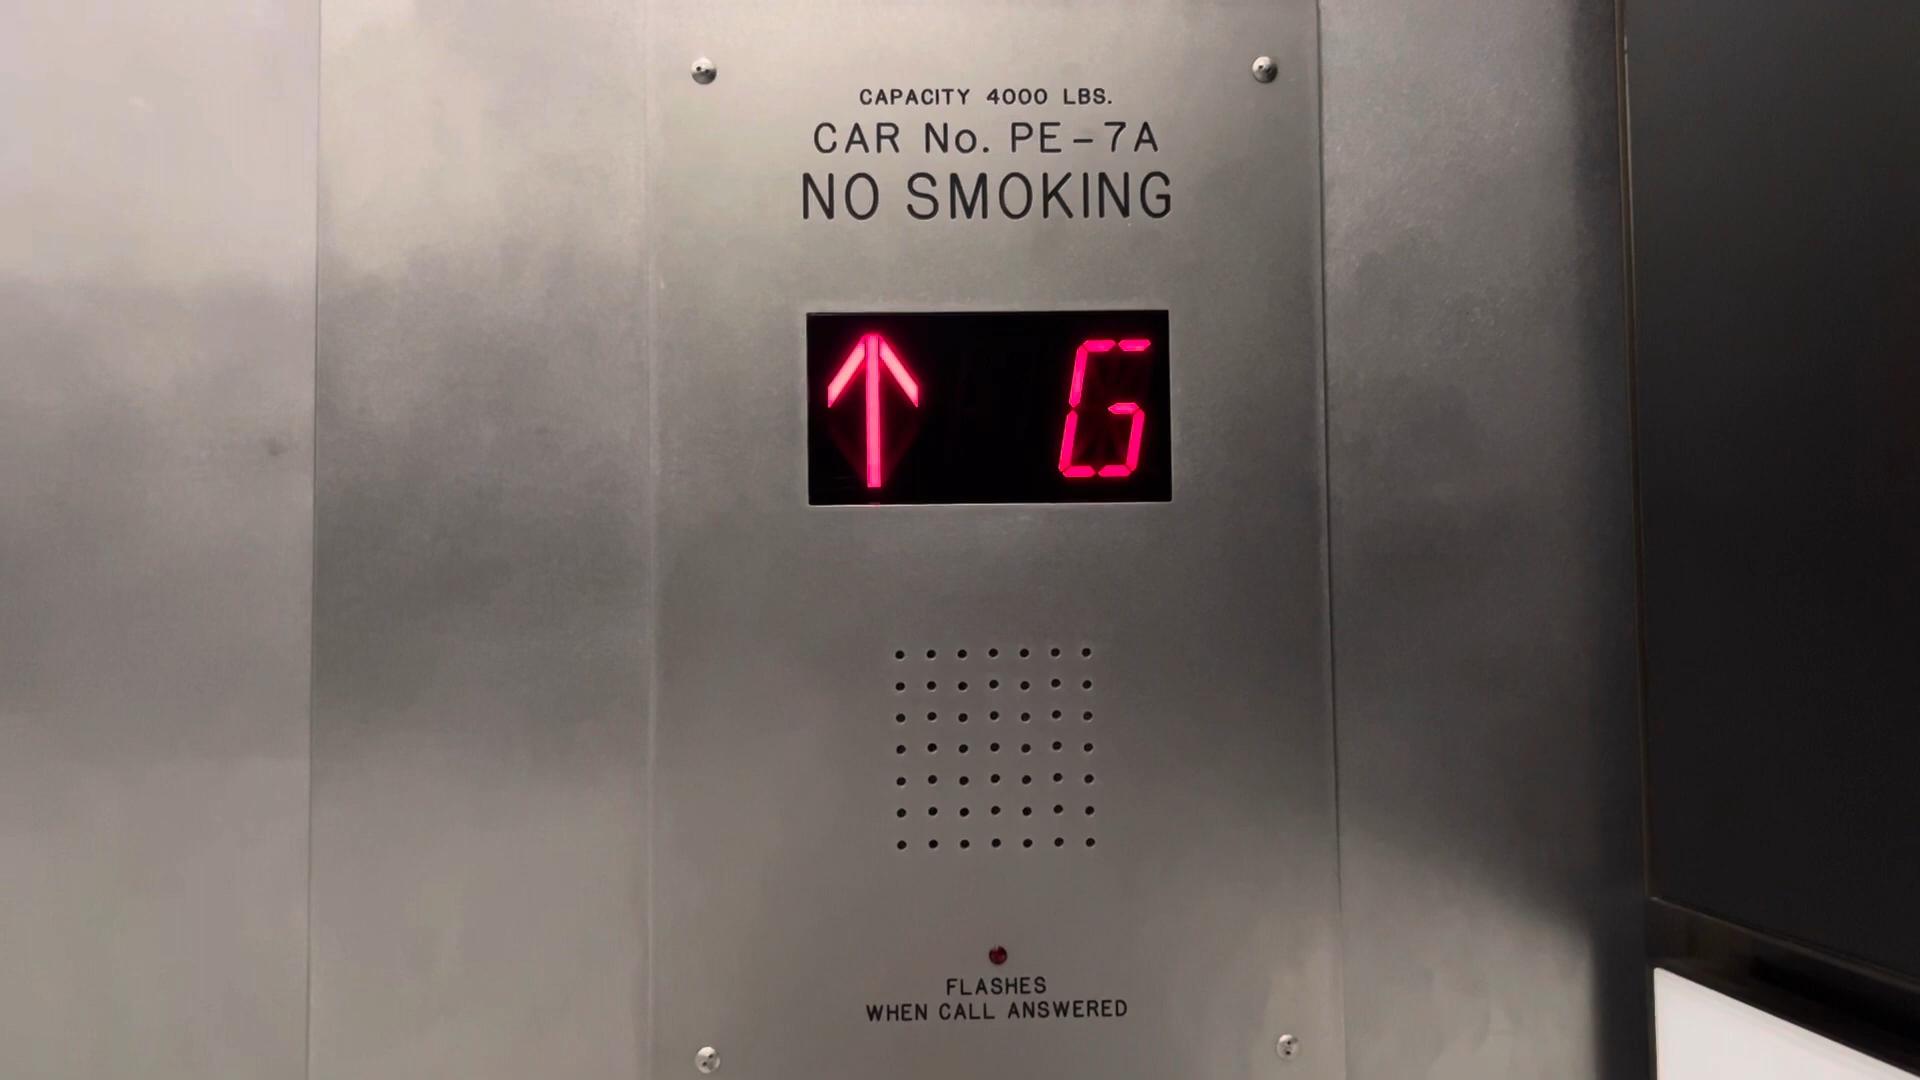 CAPACITY 4000 LBS.
CAR No. PE-7A
NO SMOKING
↑ G
FLASHES
WHEN CALL ANSWERED